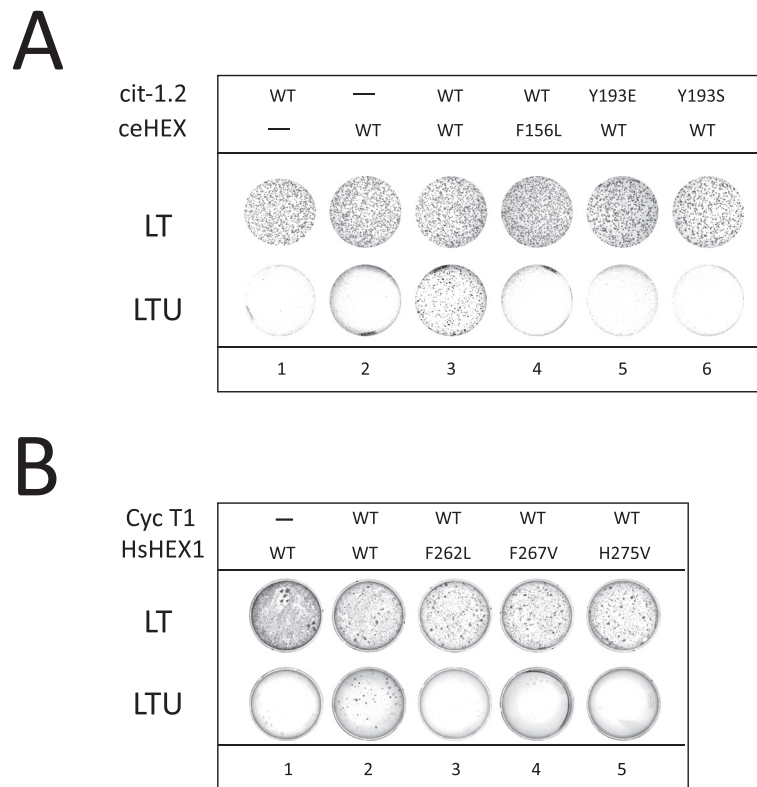 A
cit-1.2 WT — WT WT Y193E Y193S
ceHEX — WT WT F156L WT WT
LT
LTU
1 2 3 4 5 6
B
Cyc T1 — WT WT WT WT
HsHEX1 WT WT F262L F267V H275V
LT
LTU
1 2 3 4 5